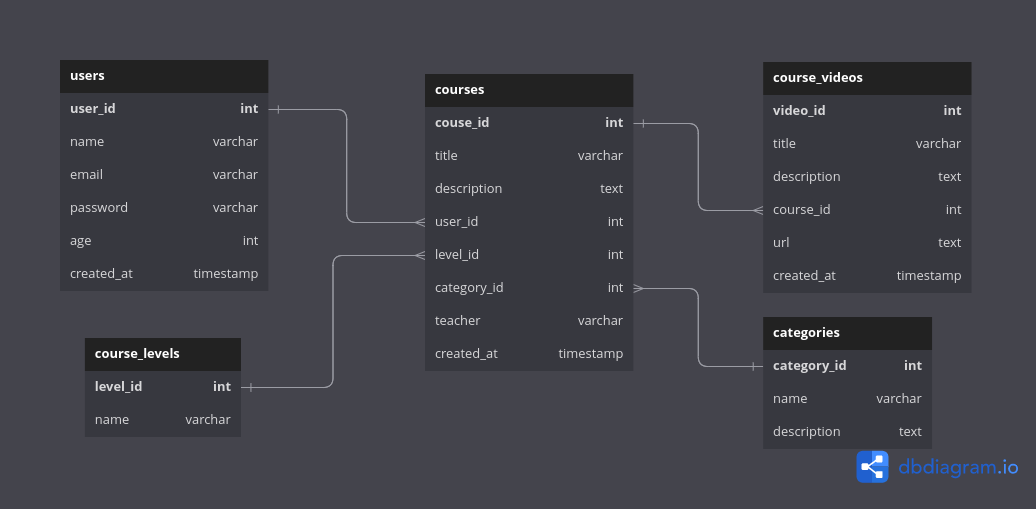 users
user_id int
name varchar
email varchar
password varchar
age int
created_at timestamp
course_levels
level_id int
name varchar
courses
couse_id int
title varchar
description text
user_id int
level_id int
category_id int
teacher varchar
created_at timestamp
course_videos
video_id int
title varchar
description text
course_id int
url text
created_at timestamp
categories
category_id int
name varchar
description text
dbdiagram.io